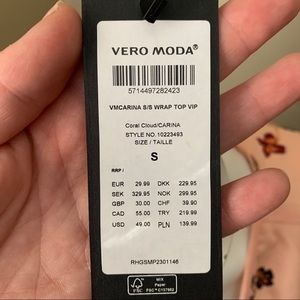 VERO MODA®
5714497282423
VMCARINA S/S WRAP TOP VIP
Coral Cloud/CARINA
STYLE NO.10223493
SIZE / TAILLE
S
RRP /
EUR 29.99 DKK 229.95
SEK 329.95 NOK 299.95
GBP 30.00 CHF 39.90
CAD 55.00 TRY 219.99
USD 49.00 PLN 139.99
RHGSMP2301146
FSC
MIX
Paper